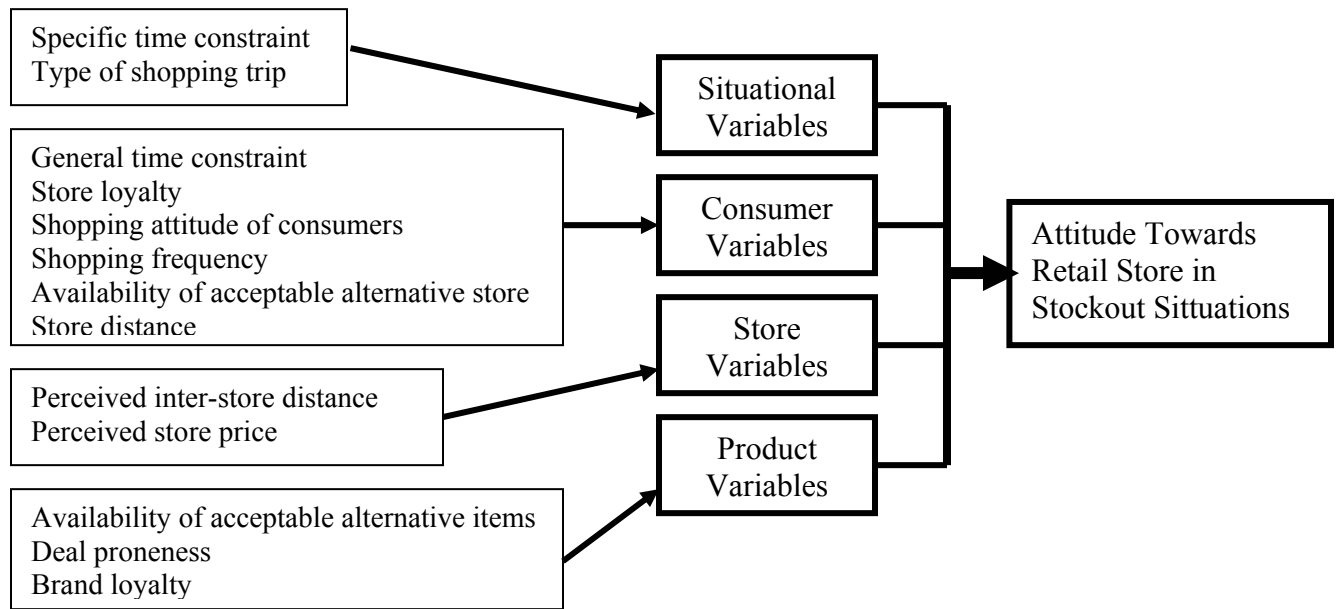 Specific time constraint
Type of shopping trip
General time constraint
Store loyalty
Shopping attitude of consumers
Shopping frequency
Availability of acceptable alternative store
Store distance
Perceived inter-store distance
Perceived store price
Availability of acceptable alternative items
Deal proneness
Brand loyalty
Situational
Variables
Consumer
Variables
Store
Variables
Product
Variables
Attitude Towards
Retail Store in
Stockout Sittuations